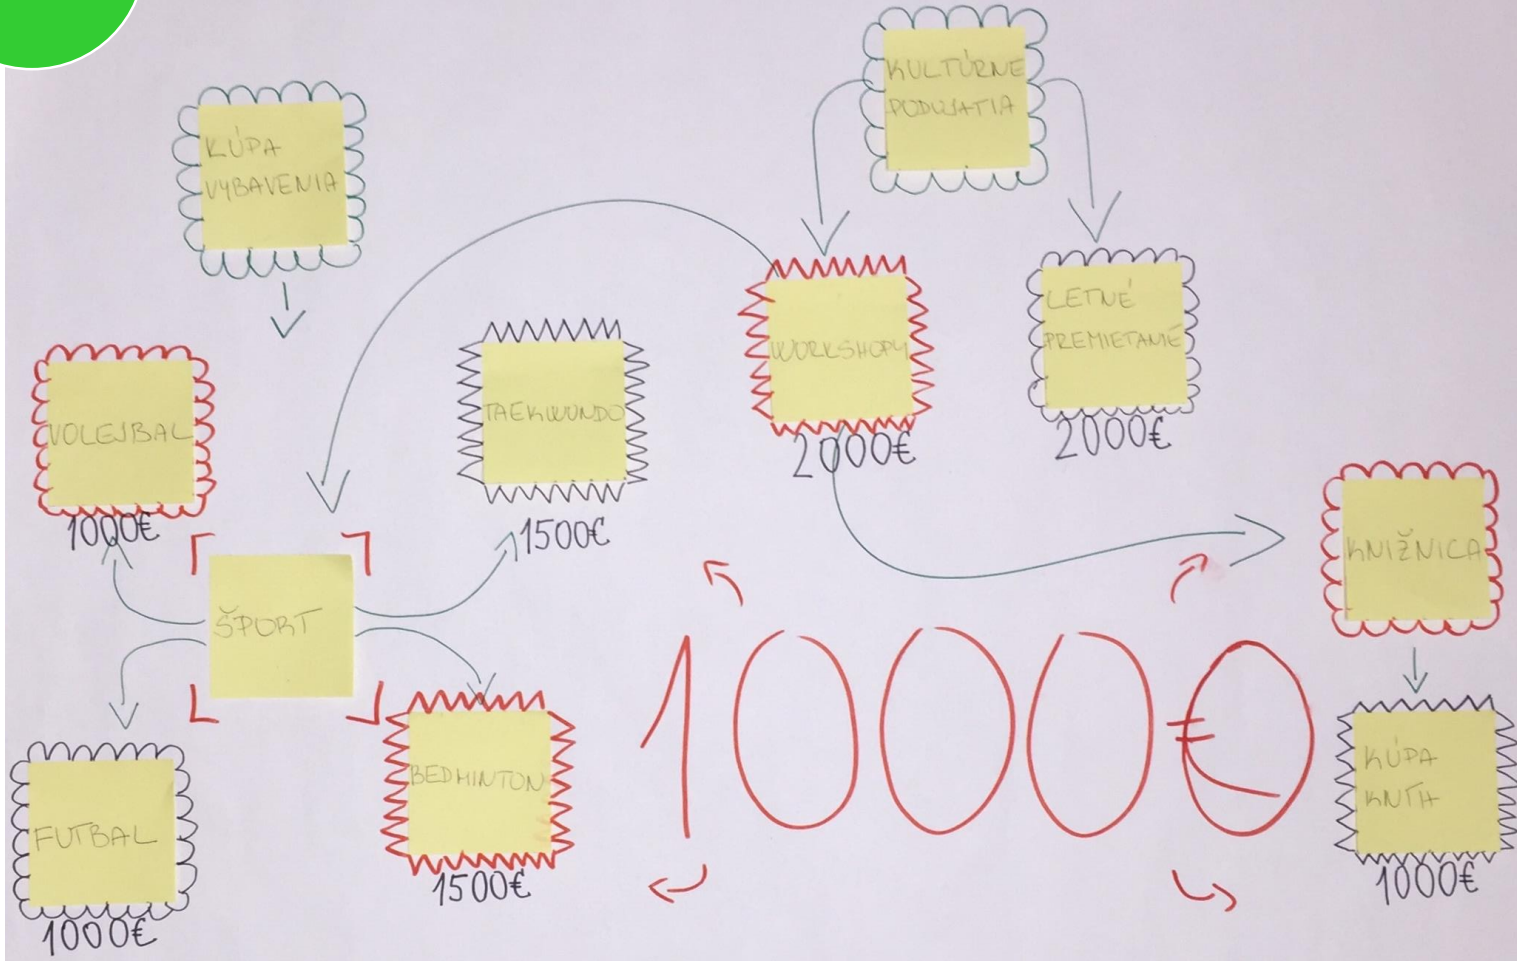 KULTÚRNE
PODUJATIA
KÚPA
VYBAVENIA
WORKSHOPY
2000€
LETNÉ
PREMIETANIE
2000€
VOLEJBAL
1000€
TAEKWONDO
1500€
KNIŽNICA
ŠPORT
10000€
BEDMINTON
1500€
FUTBAL
1000€
KÚPA
KNÍH
1000€